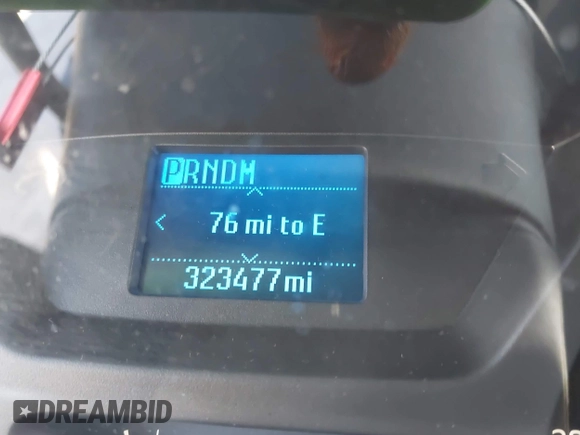 PRNDM
76 mi to E
323477mi
DREAMBID